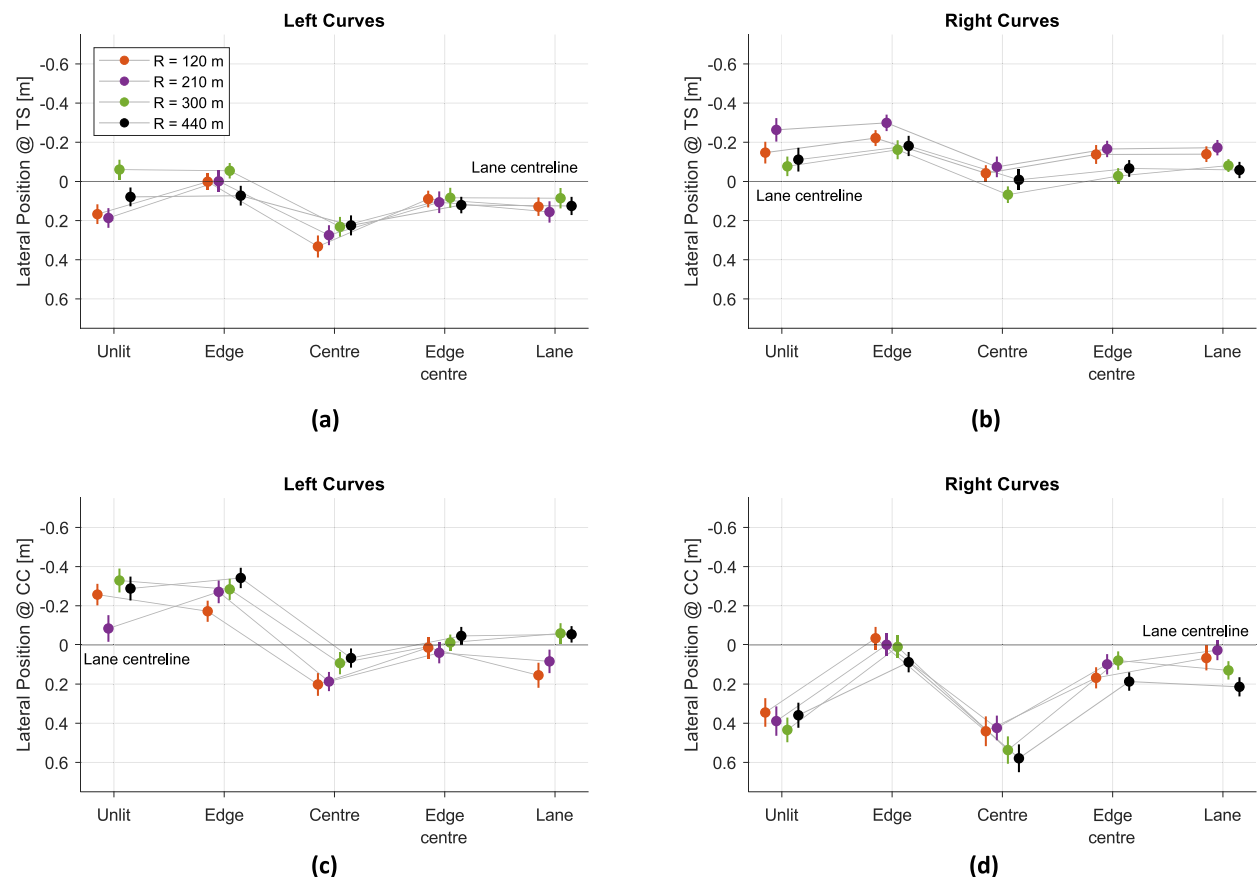 Left Curves
Lateral Position @ TS [m]
-0.6
-0.4
-0.2
0
0.2
0.4
0.6
R = 120 m
R = 210 m
R = 300 m
R = 440 m
Lane centreline
Unlit Edge Centre Edge Lane
centre
(a)
Right Curves
Lateral Position @ TS [m]
-0.6
-0.4
-0.2
0
0.2
0.4
0.6
Lane centreline
Unlit Edge Centre Edge Lane
centre
(b)
Left Curves
Lateral Position @ CC [m]
-0.6
-0.4
-0.2
0
0.2
0.4
0.6
Lane centreline
Unlit Edge Centre Edge Lane
centre
(c)
Right Curves
Lateral Position @ CC [m]
-0.6
-0.4
-0.2
0
0.2
0.4
0.6
Lane centreline
Unlit Edge Centre Edge Lane
centre
(d)